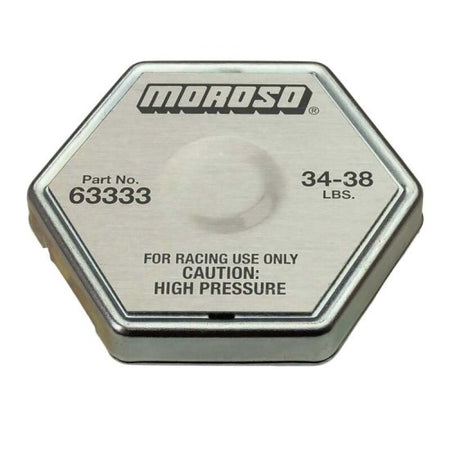 MOROSO®
Part No.
63333
34-38
LBS.
FOR RACING USE ONLY
CAUTION:
HIGH PRESSURE